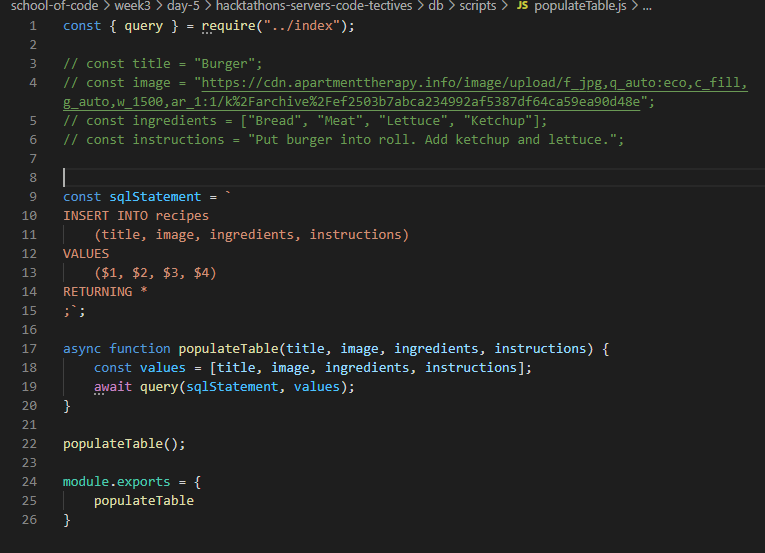 school-of-code > week3 > day-5 > hacktathons-servers-code-tectives > db > scripts > JS populateTable.js > ...
1 const { query } = require("../index");
2
3 // const title = "Burger";
4 // const image = "https://cdn.apartmenttherapy.info/image/upload/f_jpg,q_auto:eco,c_fill,
g_auto,w_1500,ar_1:1/k%2Farchive%2Fef2503b7abca234992af5387df64ca59ea90d48e";
5 // const ingredients = ["Bread", "Meat", "Lettuce", "Ketchup"];
6 // const instructions = "Put burger into roll. Add ketchup and lettuce.";
7
8
9 const sqlStatement = `
10 INSERT INTO recipes
11     (title, image, ingredients, instructions)
12 VALUES
13     ($1, $2, $3, $4)
14 RETURNING *
15 ;`;
16
17 async function populateTable(title, image, ingredients, instructions) {
18     const values = [title, image, ingredients, instructions];
19     await query(sqlStatement, values);
20 }
21
22 populateTable();
23
24 module.exports = {
25     populateTable
26 }